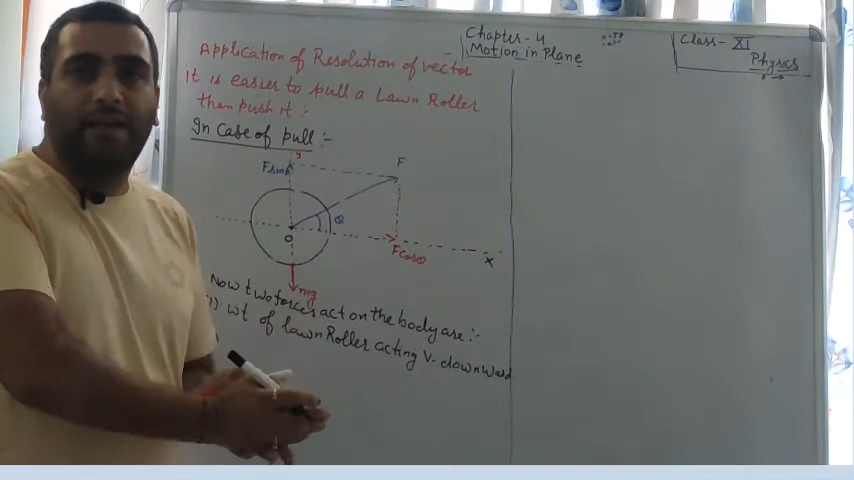 Chapter-4
Motion in Plane
Class- XI
Physics
Application of Resolution of vector
it is easier to pull a Lawn Roller
than push it :-
In case of pull :-
y
F
Fsinθ
θ
O
Fcosθ
X
mg
Now two forces act on the body are :-
1) wt of lawn Roller acting V-downward